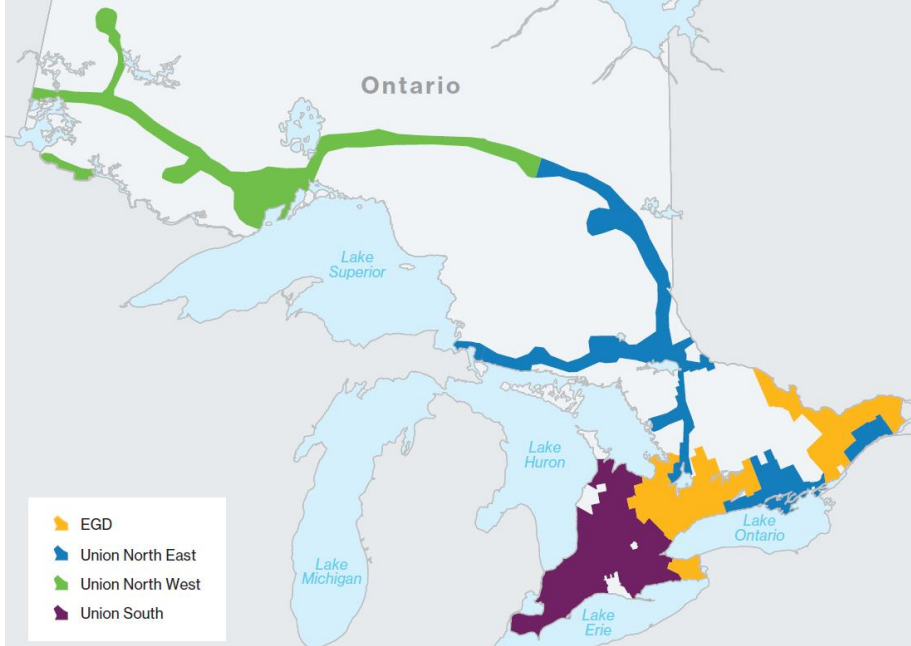 Ontario
Lake
Superior
Lake
Huron
Lake
Ontario
Lake
Michigan
Lake
Erie
EGD
Union North East
Union North West
Union South